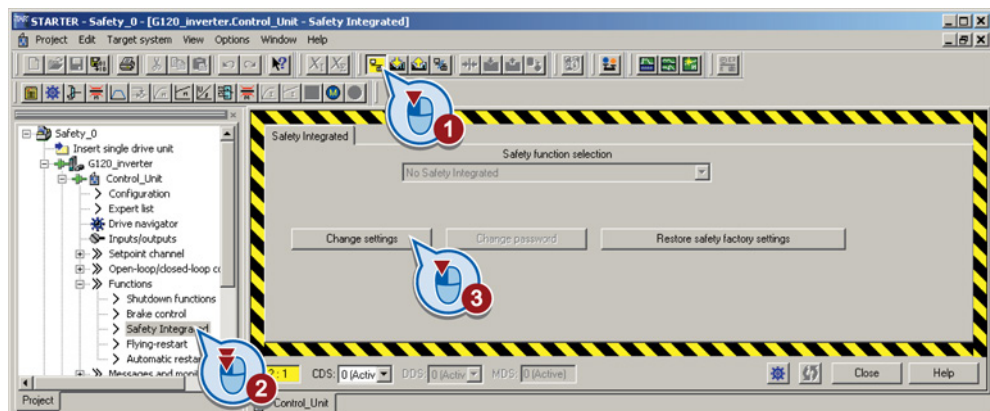 STARTER - Safety_0 - [G120_inverter.Control_Unit - Safety Integrated]
Project Edit Target system View Options Window Help
1
Safety_0
Insert single drive unit
G120_inverter
Control_Unit
Configuration
Expert list
Drive navigator
Inputs/outputs
Setpoint channel
Open-loop/closed-loop co
Functions
Shutdown functions
Brake control
Safety Integrated
Flying-restart
Automatic restar
Messages and monit
2
Project
Safety Integrated
Safety function selection
No Safety Integrated
Change settings
Change password
Restore safety factory settings
3
CDS: 0 (Activ DDS: 0 (Activ MDS: 0 (Active)
Close
Help
Control_Unit